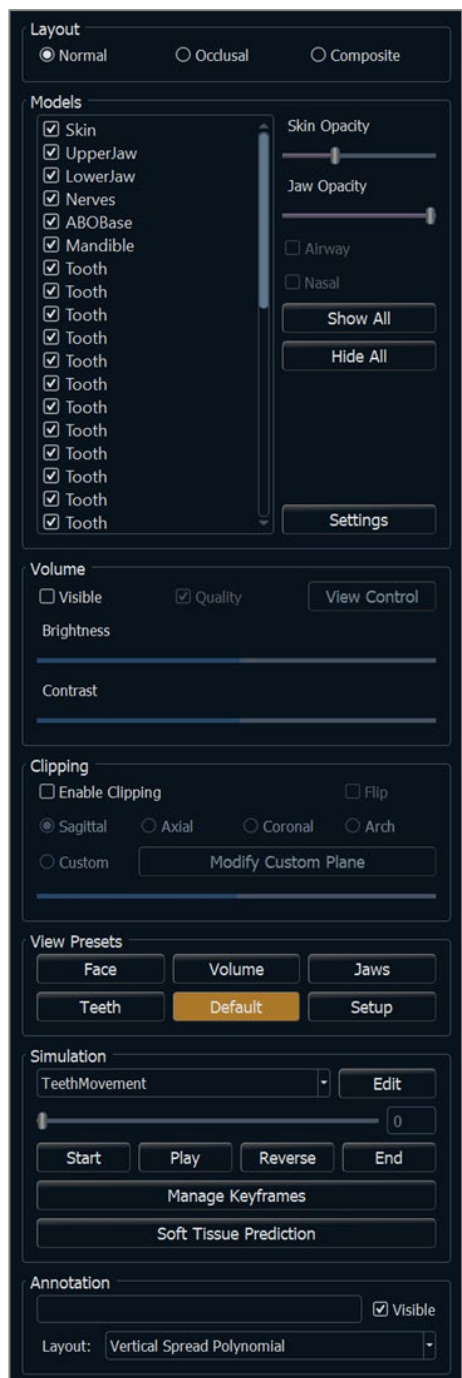 Layout
Normal Occlusal Composite
Models
Skin
UpperJaw
LowerJaw
Nerves
ABOBase
Mandible
Tooth
Tooth
Tooth
Tooth
Tooth
Tooth
Tooth
Tooth
Tooth
Tooth
Tooth
Tooth
Skin Opacity
Jaw Opacity
Airway
Nasal
Show All
Hide All
Settings
Volume
Visible Quality View Control
Brightness
Contrast
Clipping
Enable Clipping Flip
Sagittal Axial Coronal Arch
Custom Modify Custom Plane
View Presets
Face Volume Jaws
Teeth Default Setup
Simulation
TeethMovement Edit
0
Start Play Reverse End
Manage Keyframes
Soft Tissue Prediction
Annotation
Visible
Layout: Vertical Spread Polynomial